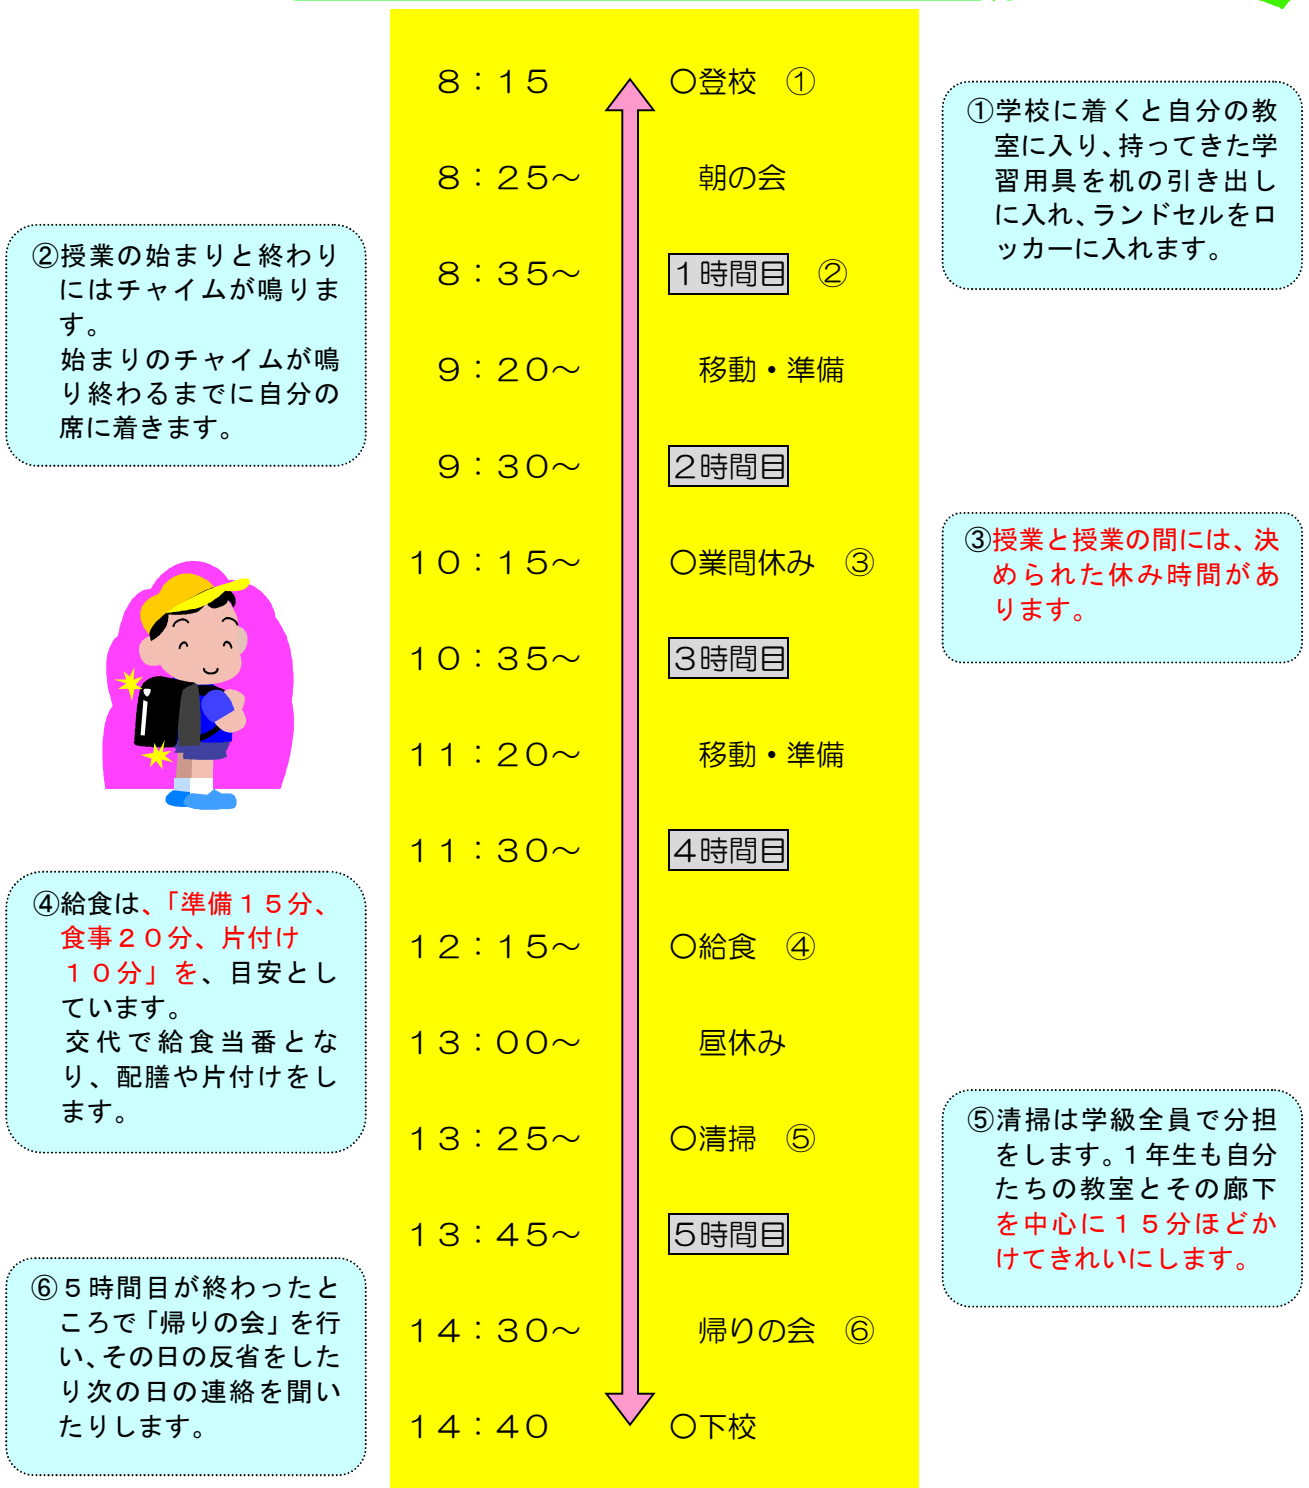 8：15　○登校　①
8：25～　朝の会
8：35～　1時間目　②
9：20～　移動・準備
9：30～　2時間目
10：15～　○業間休み　③
10：35～　3時間目
11：20～　移動・準備
11：30～　4時間目
12：15～　○給食　④
13：00～　昼休み
13：25～　○清掃　⑤
13：45～　5時間目
14：30～　帰りの会　⑥
14：40　○下校
①学校に着くと自分の教
室に入り、持ってきた学
習用具を机の引き出し
に入れ、ランドセルをロ
ッカーに入れます。
②授業の始まりと終わり
にはチャイムが鳴りま
す。
始まりのチャイムが鳴
り終わるまでに自分の
席に着きます。
③授業と授業の間には、決
められた休み時間があ
ります。
④給食は、「準備１５分、
食事２０分、片付け
１０分」を、目安とし
ています。
交代で給食当番とな
り、配膳や片付けをし
ます。
⑤清掃は学級全員で分担
をします。１年生も自分
たちの教室とその廊下
を中心に１５分ほどか
けてきれいにします。
⑥５時間目が終わったと
ころで「帰りの会」を行
い、その日の反省をした
り次の日の連絡を聞い
たりします。